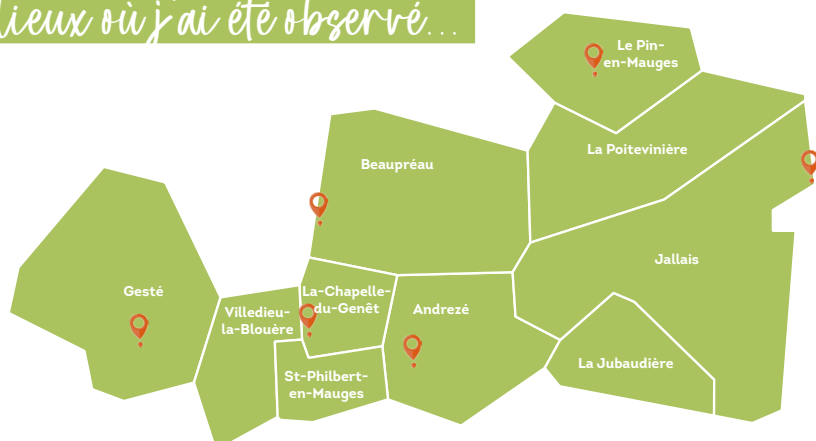 lieux où j'ai été observé...
Le Pin-
en-Mauges
La Poitevinière
Beaupréau
Jallais
Gesté
La-Chapelle-
du-Genêt
Villedieu-
la-Blouère
Andrezé
La Jubaudière
St-Philbert-
en-Mauges